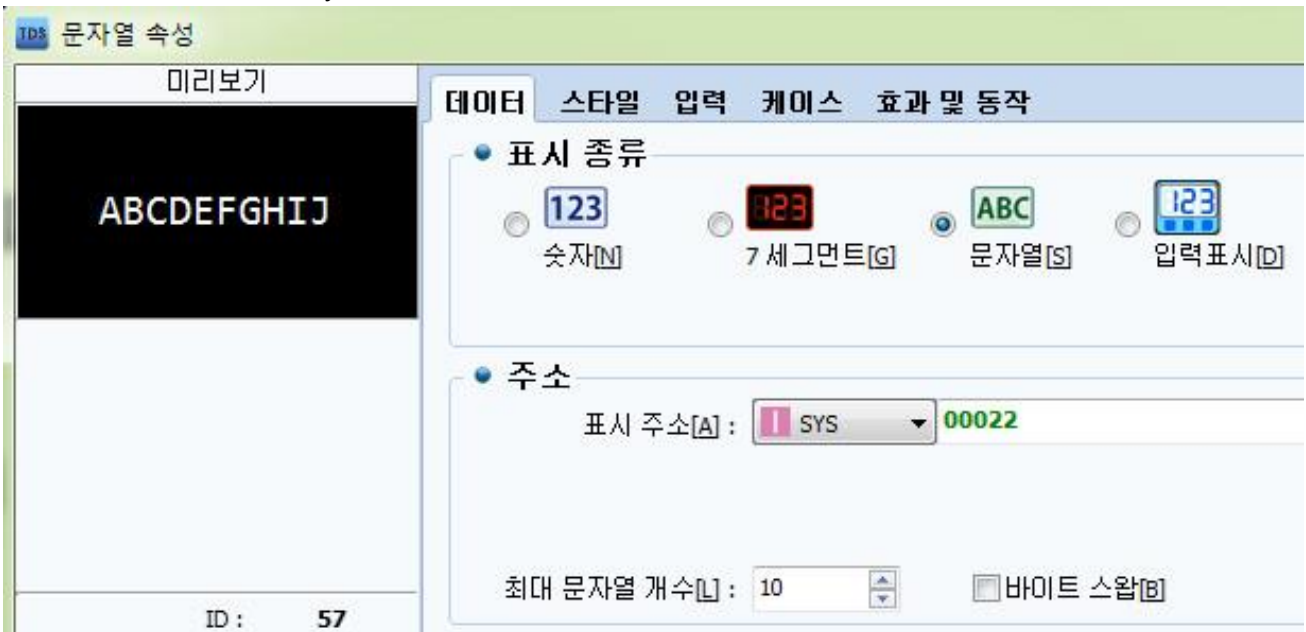 TDS 문자열 속성
미리보기
ABCDEFGHIJ
ID : 57
데이터 스타일 입력 케이스 효과 및 동작
표시 종류
123 123 ABC 123
숫자[N] 7 세그먼트[G] 문자열[S] 입력표시[D]
주소
표시 주소[A] : SYS 00022
최대 문자열 개수[L] : 10 바이트 스왑[B]